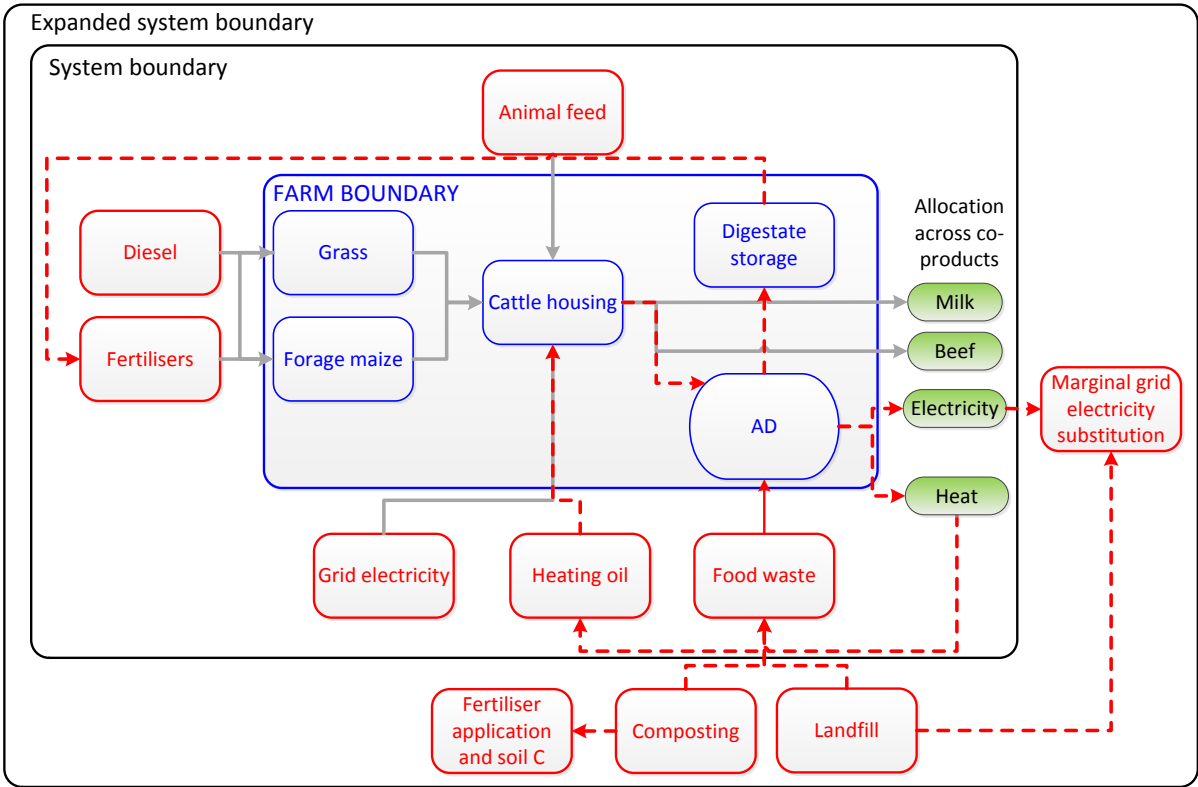 Expanded system boundary
System boundary
Animal feed
FARM BOUNDARY
Diesel
Grass
Digestate
storage
Allocation
across co-
products
Cattle housing
Milk
Fertilisers
Forage maize
Beef
AD
Electricity
Marginal grid
electricity
substitution
Heat
Grid electricity
Heating oil
Food waste
Fertiliser
application
and soil C
Composting
Landfill